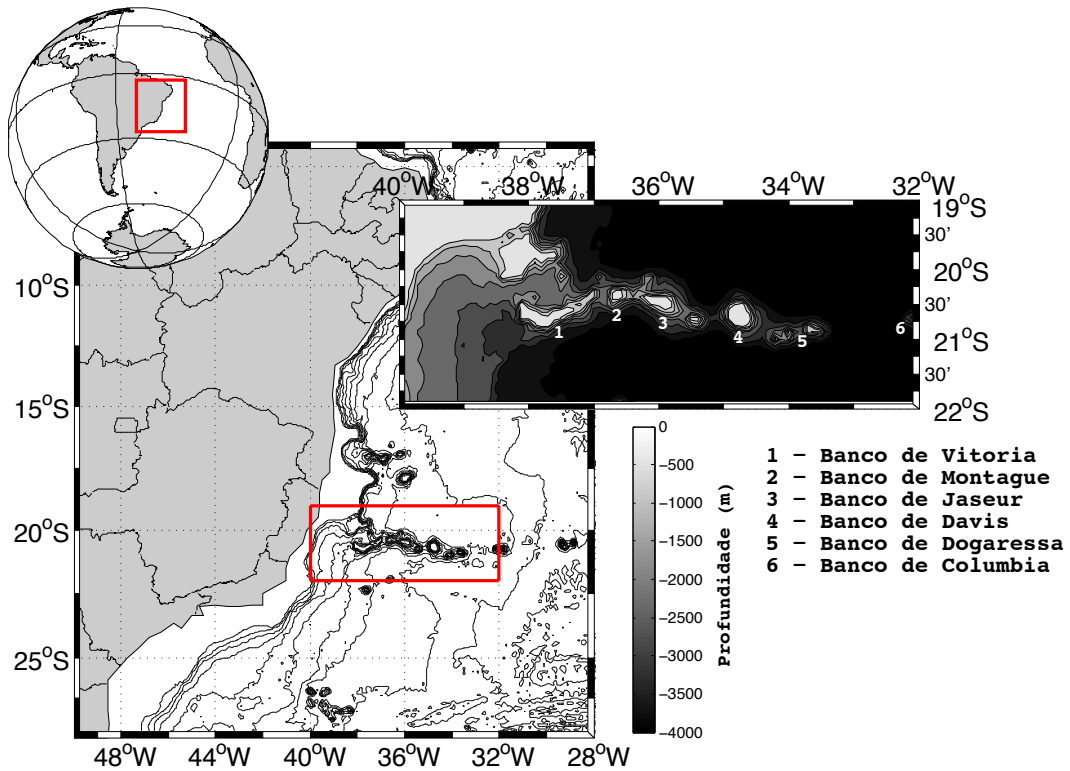 40°W 38°W 36°W 34°W 32°W
19°S
30'
20°S
30'
21°S
30'
22°S
1 2 3 4 5 6
10°S
15°S
20°S
25°S
48°W 44°W 40°W 36°W 32°W 28°W
0
−500
−1000
−1500
−2000
−2500
−3000
−3500
−4000
Profundidade (m)
1 − Banco de Vitoria
2 − Banco de Montague
3 − Banco de Jaseur
4 − Banco de Davis
5 − Banco de Dogaressa
6 − Banco de Columbia